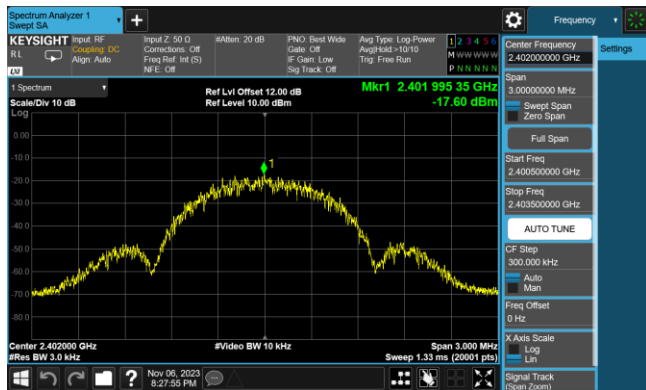 Spectrum Analyzer 1
Swept SA
Frequency
KEYSIGHT
RL
Input: RF
Coupling: DC
Align: Auto
Input Z: 50 Ω
Corrections: Off
Freq Ref: Int (S)
NFE: Off
#Atten: 20 dB
PNO: Best Wide
Gate: Off
IF Gain: Low
Sig Track: Off
Avg Type: Log-Power
Avg|Hold:>10/10
Trig: Free Run
1 2 3 4 5 6
M W W W W W
P N N N N N
LXI
1 Spectrum
Scale/Div 10 dB
Ref Lvl Offset 12.00 dB
Ref Level 10.00 dBm
Mkr1 2.401 995 35 GHz
-17.60 dBm
Log
0.00
-10.0
-20.0
-30.0
-40.0
-50.0
-60.0
-70.0
-80.0
1
Center 2.402000 GHz
#Res BW 3.0 kHz
#Video BW 10 kHz
Span 3.000 MHz
Sweep 1.33 ms (20001 pts)
Nov 06, 2023
8:27:55 PM
Center Frequency
2.402000000 GHz
Span
3.00000000 MHz
Swept Span
Zero Span
Full Span
Start Freq
2.400500000 GHz
Stop Freq
2.403500000 GHz
AUTO TUNE
CF Step
300.000 kHz
Auto
Man
Freq Offset
0 Hz
X Axis Scale
Log
Lin
Signal Track
(Span Zoom)
Settings